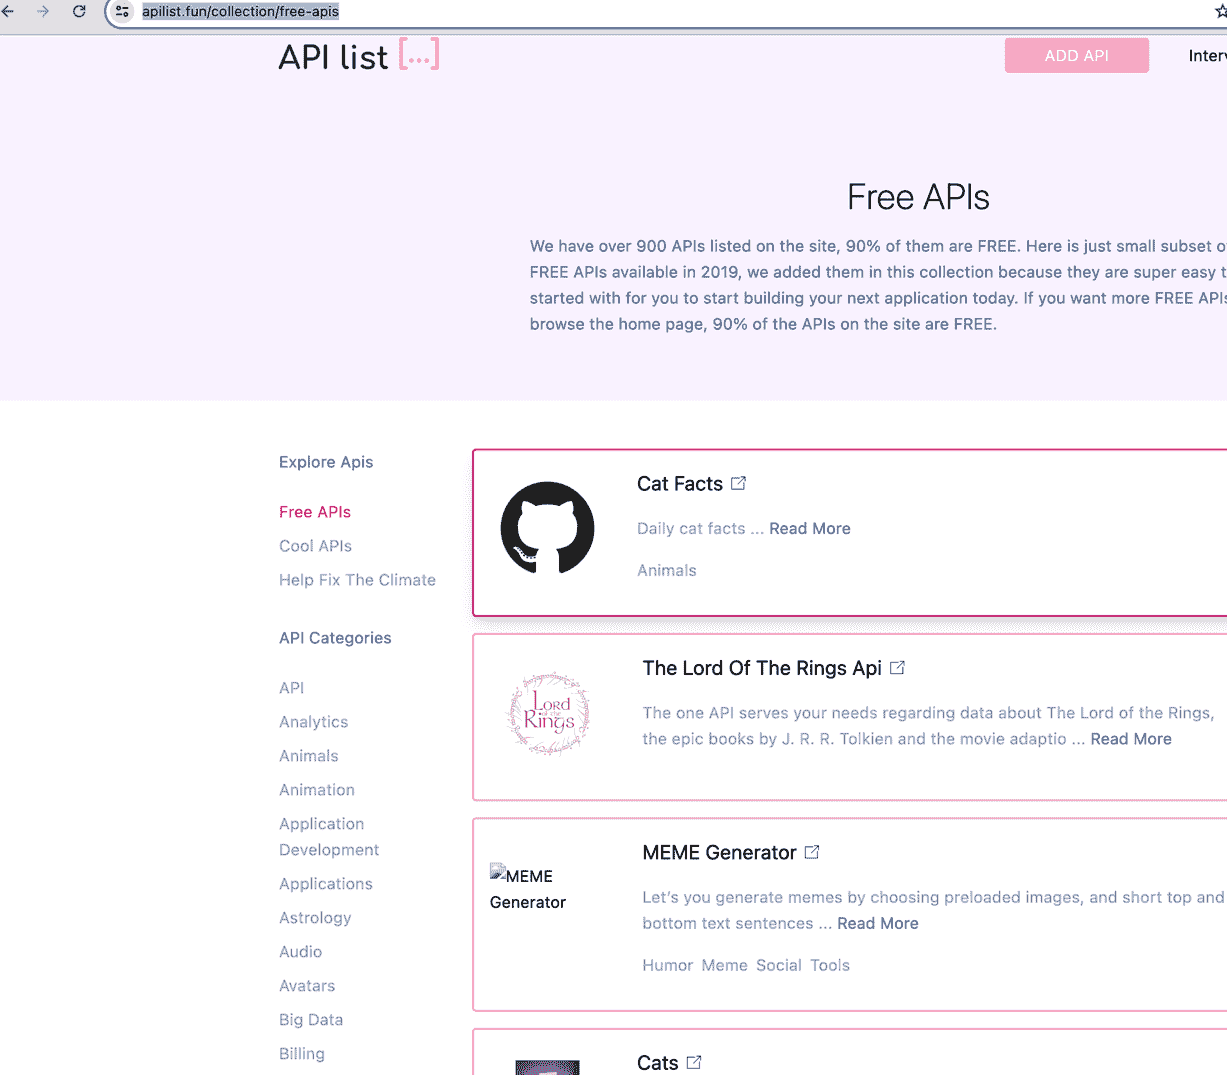 apilist.fun/collection/free-apis
API list [...]
ADD API
Free APIs
We have over 900 APIs listed on the site, 90% of them are FREE. Here is just small subset
FREE APIs available in 2019, we added them in this collection because they are super easy
started with for you to start building your next application today. If you want more FREE APIs
browse the home page, 90% of the APIs on the site are FREE.
Explore Apis
Free APIs
Cool APIs
Help Fix The Climate
API Categories
API
Analytics
Animals
Animation
Application
Development
Applications
Astrology
Audio
Avatars
Big Data
Billing
Cat Facts
Daily cat facts ... Read More
Animals
Lord
of the
Rings
The Lord Of The Rings Api
The one API serves your needs regarding data about The Lord of the Rings,
the epic books by J. R. R. Tolkien and the movie adaptio ... Read More
MEME
Generator
MEME Generator
Let’s you generate memes by choosing preloaded images, and short top and
bottom text sentences ... Read More
Humor Meme Social Tools
Cats